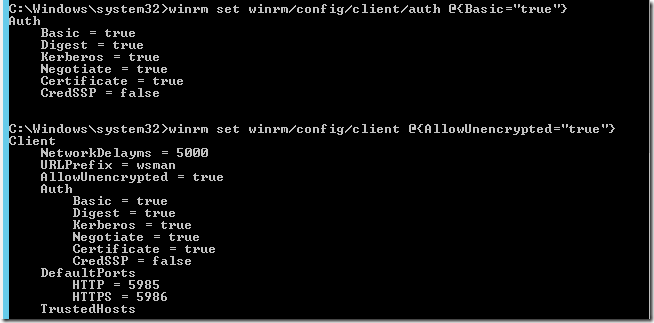 C:\Windows\system32>winrm set winrm/config/client/auth @{Basic="true"}
Auth
    Basic = true
    Digest = true
    Kerberos = true
    Negotiate = true
    Certificate = true
    CredSSP = false
C:\Windows\system32>winrm set winrm/config/client @{AllowUnencrypted="true"}
Client
    NetworkDelayms = 5000
    URLPrefix = wsman
    AllowUnencrypted = true
    Auth
        Basic = true
        Digest = true
        Kerberos = true
        Negotiate = true
        Certificate = true
        CredSSP = false
    DefaultPorts
        HTTP = 5985
        HTTPS = 5986
    TrustedHosts